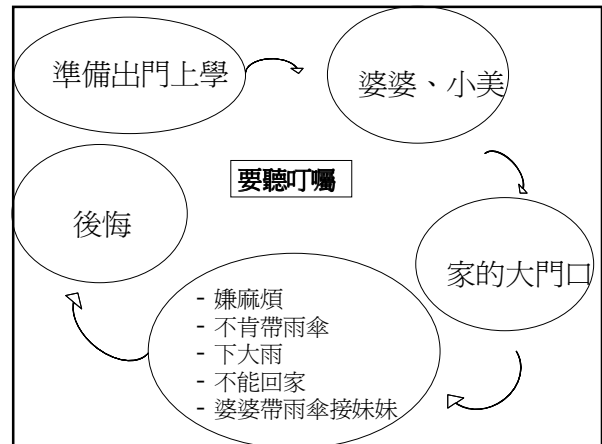 準備出門上學
婆婆、小美
要聽叮囑
後悔
家的大門口
- 嫌麻煩
- 不肯帶雨傘
- 下大雨
- 不能回家
- 婆婆帶雨傘接妹妹